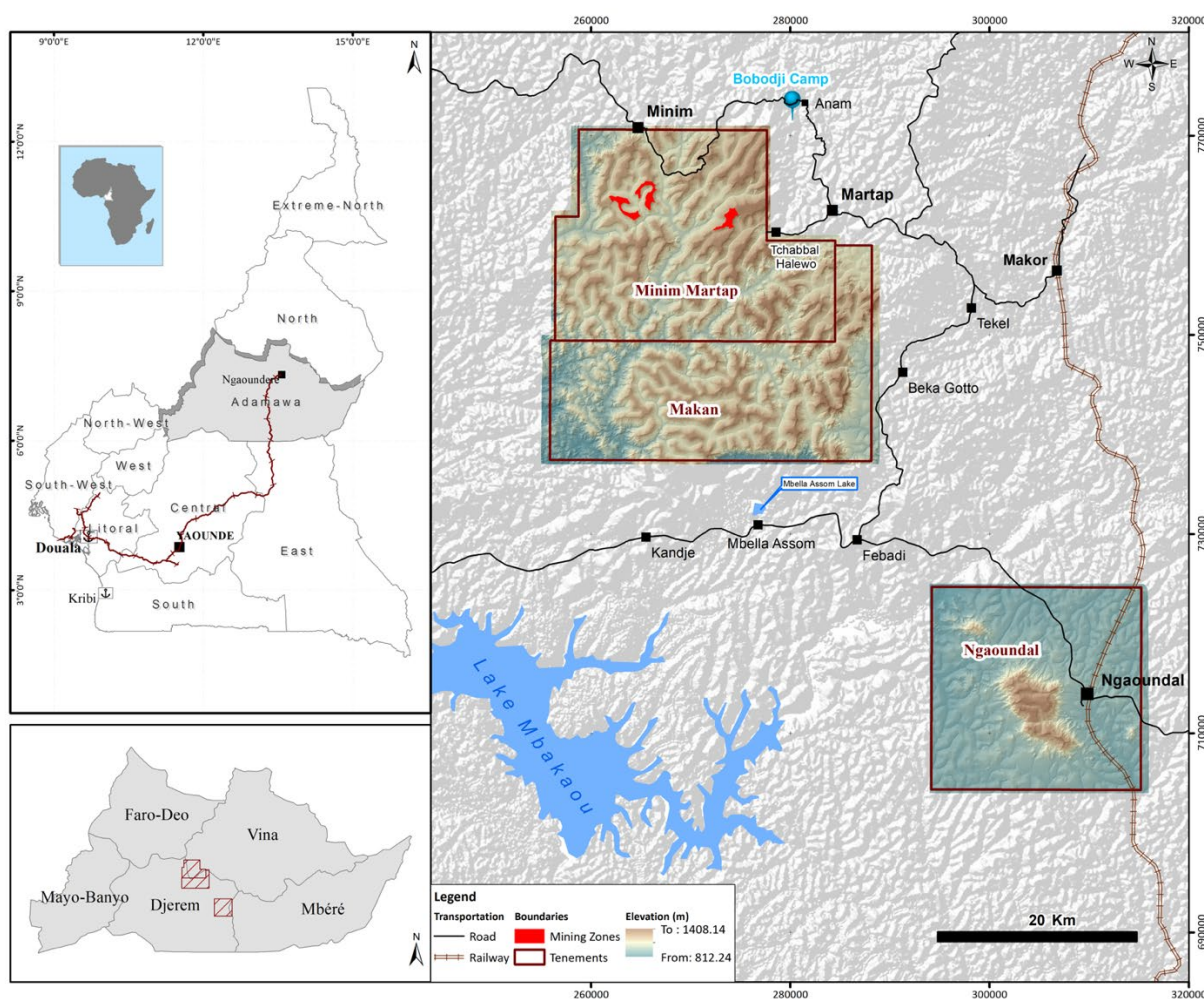 9°0'0"E
12°0'0"E
15°0'0"E
N
12°0'0"N
9°0'0"N
6°0'0"N
3°0'0"N
Extreme-North
North
Ngaoundere
Adamawa
North-West
West
South-West
Central
Litoral
YAOUNDE
Douala
East
Kribi
South
Faro-Deo
Vina
Mayo-Banyo
Djerem
Mbéré
N
260000
280000
300000
320000
N
W
E
S
Bobodji Camp
Anam
Minim
770000
Martap
Tchabbal
Halewo
Makor
Minim Martap
Tekel
750000
Beka Gotto
Makan
Mbella Assom Lake
Kandje
Mbella Assom
Febadi
730000
Ngaoundal
Ngaoundal
Lake Mbakaou
710000
Legend
Transportation
Boundaries
Elevation (m)
Road
Mining Zones
To : 1408.14
Railway
Tenements
From: 812.24
20 Km
690000
260000
280000
300000
320000